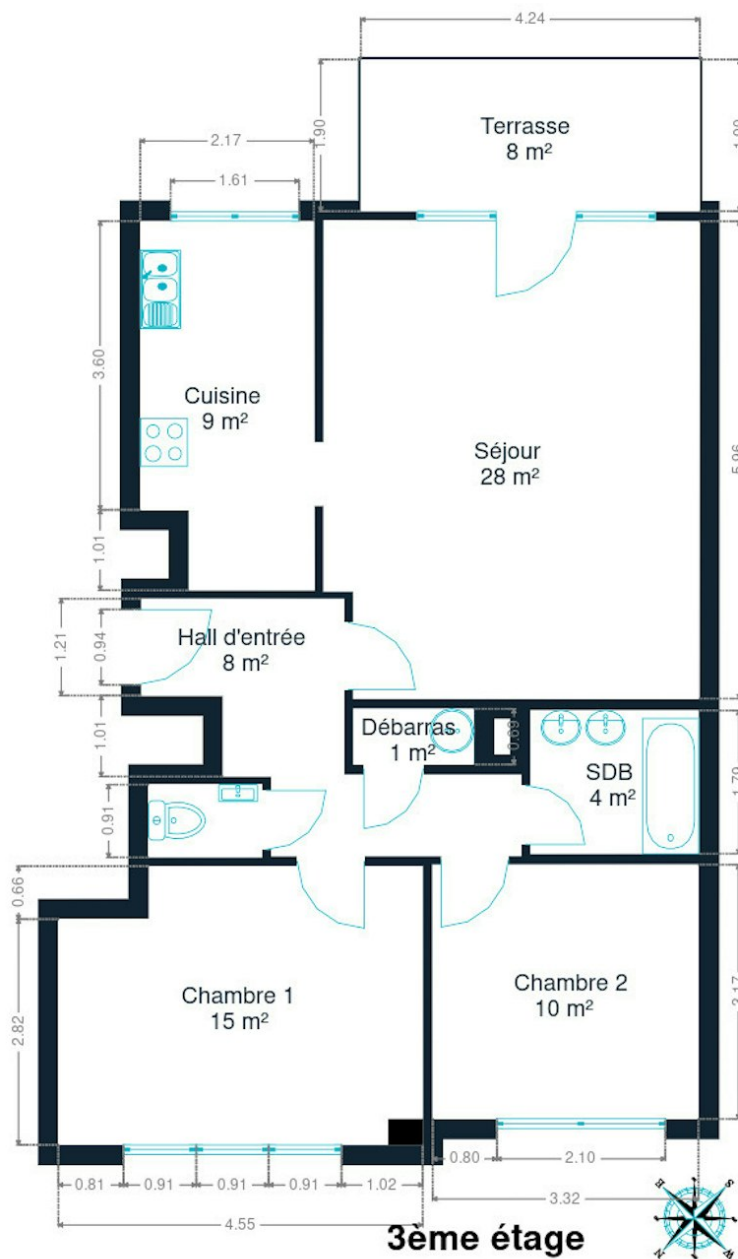 4.24
Terrasse
8 m²
1.90
2.17
1.61
3.60
Cuisine
9 m²
Séjour
28 m²
5.96
1.01
1.21
0.94
Hall d'entrée
8 m²
1.01
Débarras
1 m²
0.69
SDB
4 m²
1.79
0.91
0.66
2.82
Chambre 1
15 m²
Chambre 2
10 m²
3.17
0.81 0.91 0.91 0.91 1.02
0.80 2.10
4.55
3.32
3ème étage
S
N